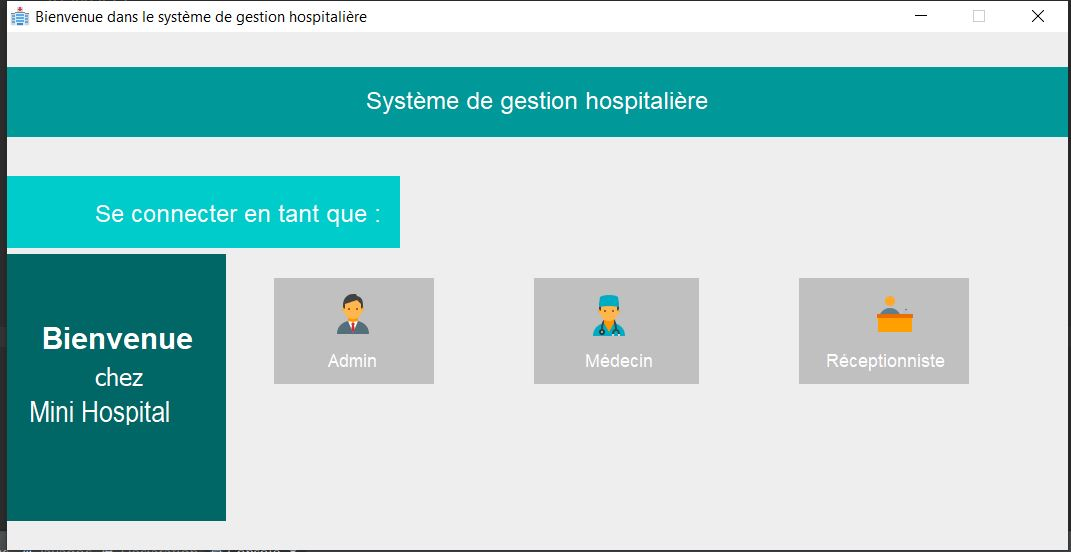 Bienvenue dans le système de gestion hospitalière
Système de gestion hospitalière
Se connecter en tant que :
Bienvenue
chez
Mini Hospital
Admin
Médecin
Réceptionniste